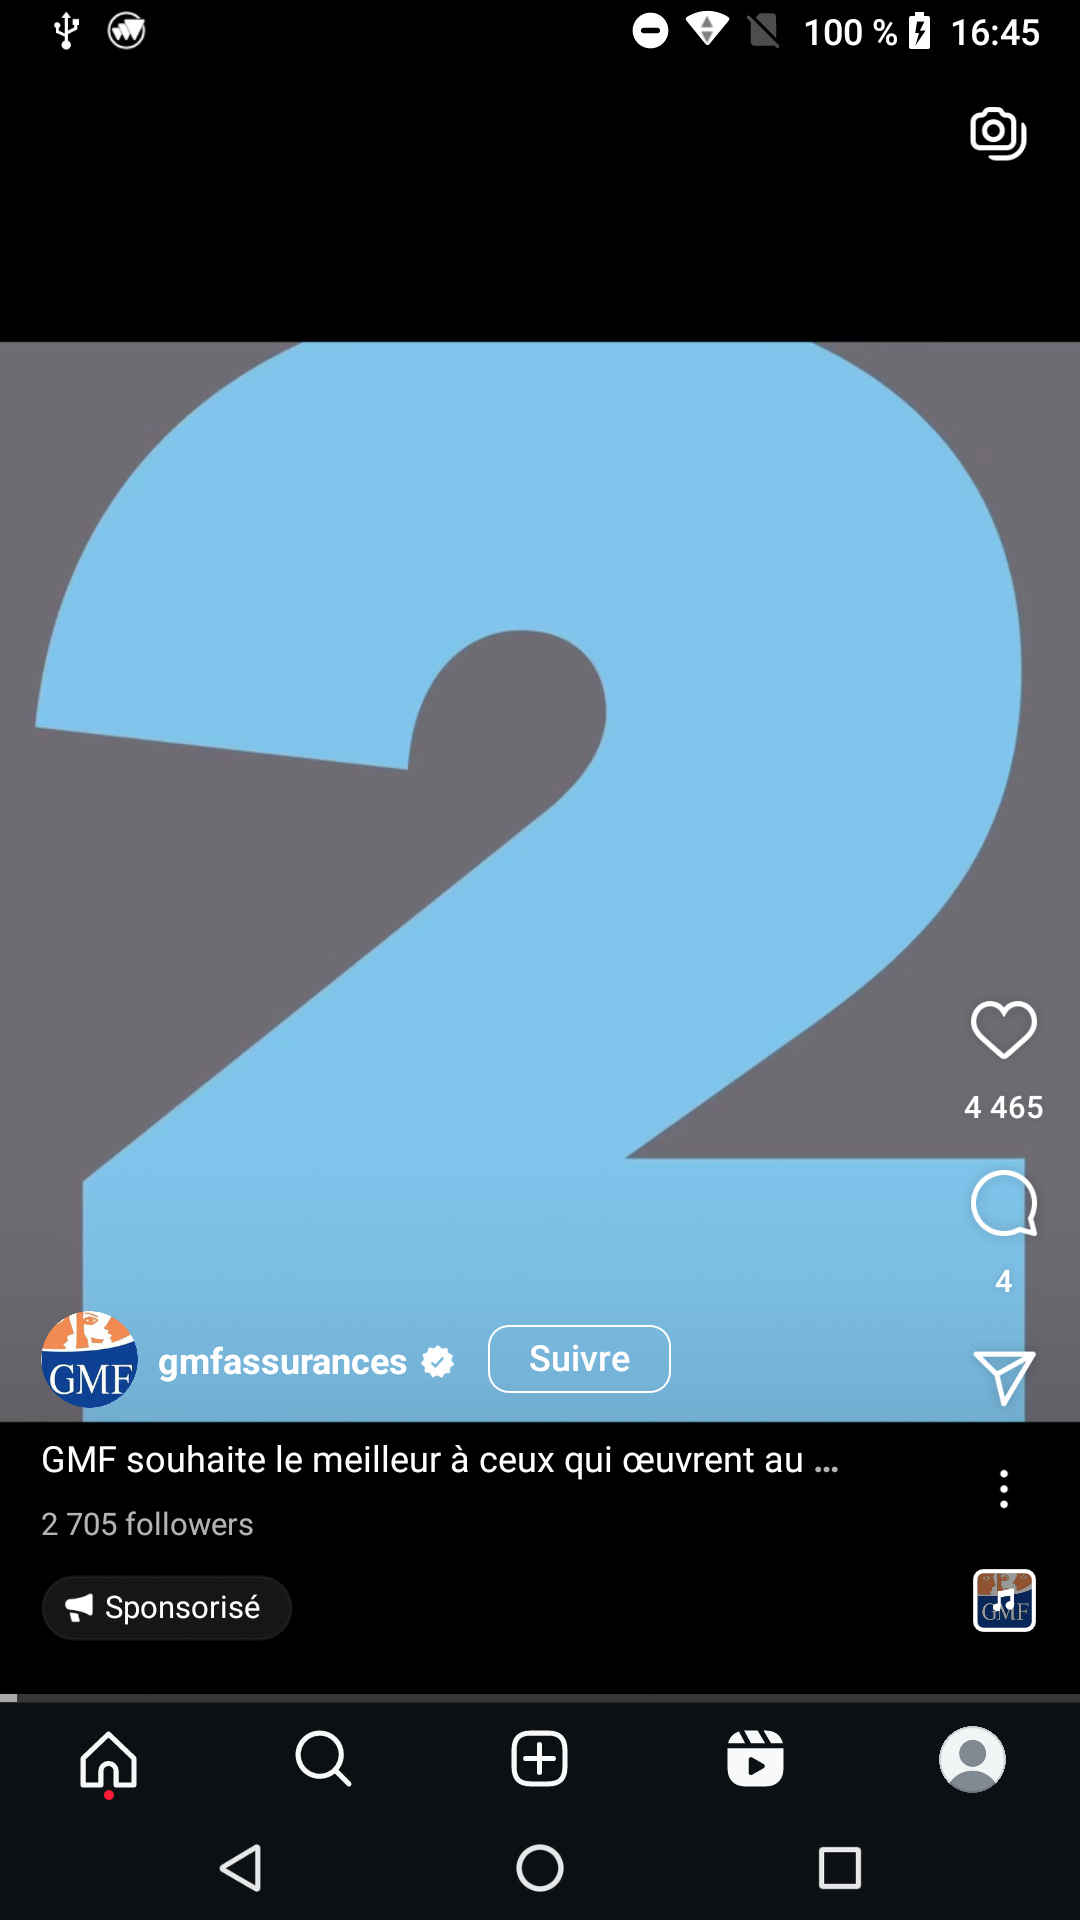 100 % 16:45
2
4 465
4
GMF
gmfassurances
Suivre
GMF souhaite le meilleur à ceux qui œuvrent au ...
2 705 followers
Sponsorisé
GMF